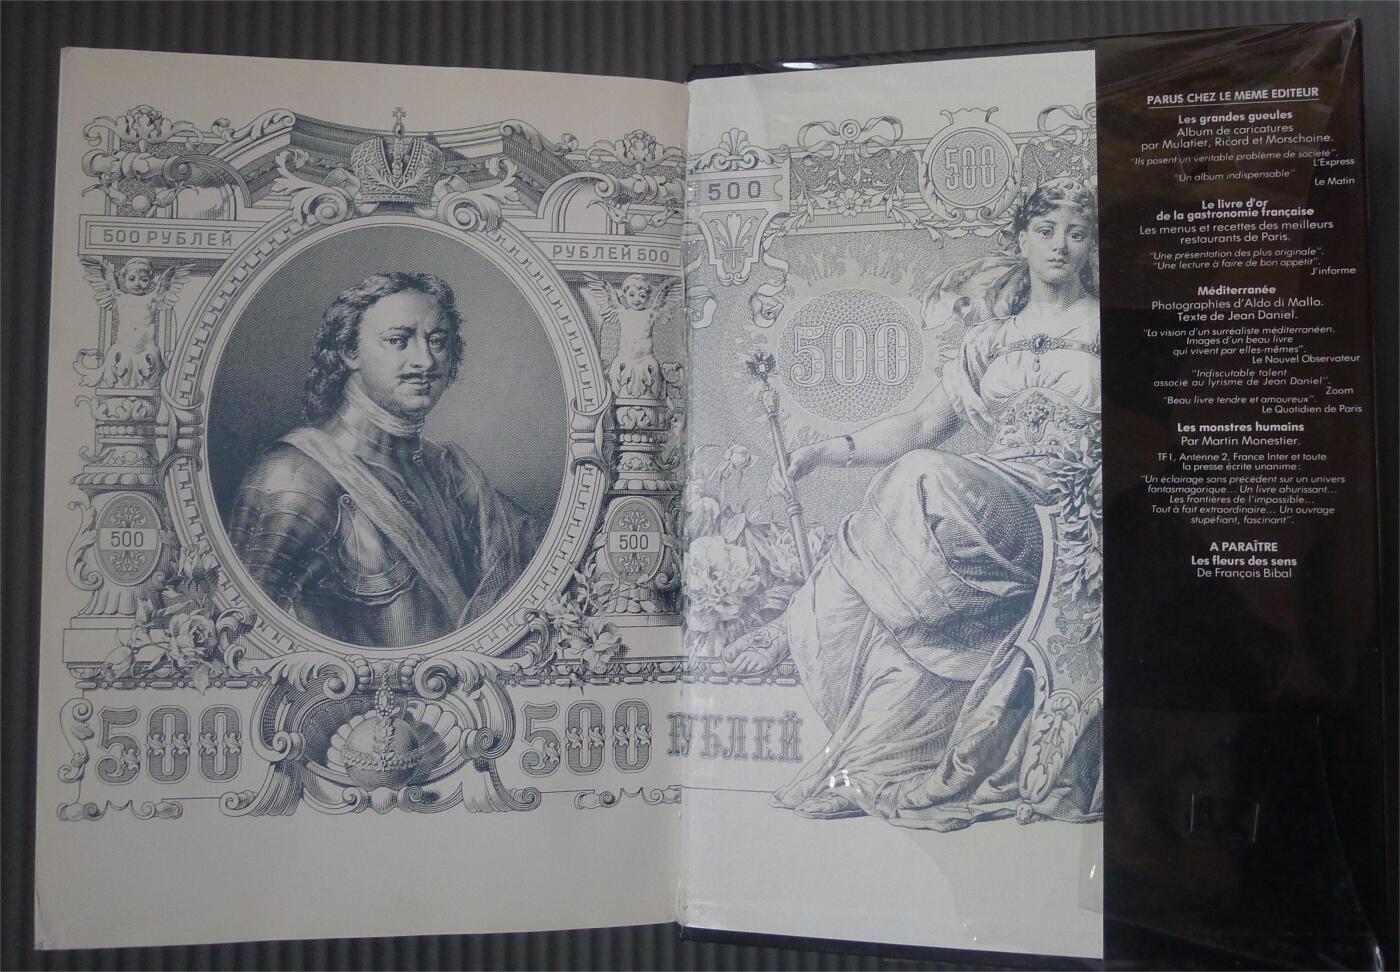 500 РУБЛЕЙ
РУБЛЕЙ 500
500
500
500
500
500
500
500 РУБЛЕЙ
PARUS CHEZ LE MEME EDITEUR
Les grandes gueules
Album de caricatures
par Mulatier, Ricord et Morschoine.
"Ils posent un veritable problème de société".
L'Express
"Un album indispensable"
Le Matin
Le livre d'or
de la gastronomie française
Les menus et recettes des meilleurs
restaurants de Paris.
"Une présentation des plus originale".
"Une lecture à faire de bon appétit".
J'informe
Méditerranée
Photographies d'Aldo di Mallo.
Texte de Jean Daniel.
"La vision d'un surréaliste méditerranéen.
Images d'un beau livre
qui vivent par elles-mêmes".
Le Nouvel Observateur
"Indiscutable talent
associé au lyrisme de Jean Daniel".
Zoom
"Beau livre tendre et amoureux".
Le Quotidien de Paris
Les monstres humains
Par Martin Monestier.
TF1, Antenne 2, France Inter et toute
la presse écrite unanime:
"Un éclairage sans précédent sur un univers
fantasmagorique... Un livre ahurissant...
Les frontières de l'impossible...
Tout à fait extraordinaire... Un ouvrage
stupéfiant, fascinant".
A PARAÎTRE
Les fleurs des sens
De François Bibal